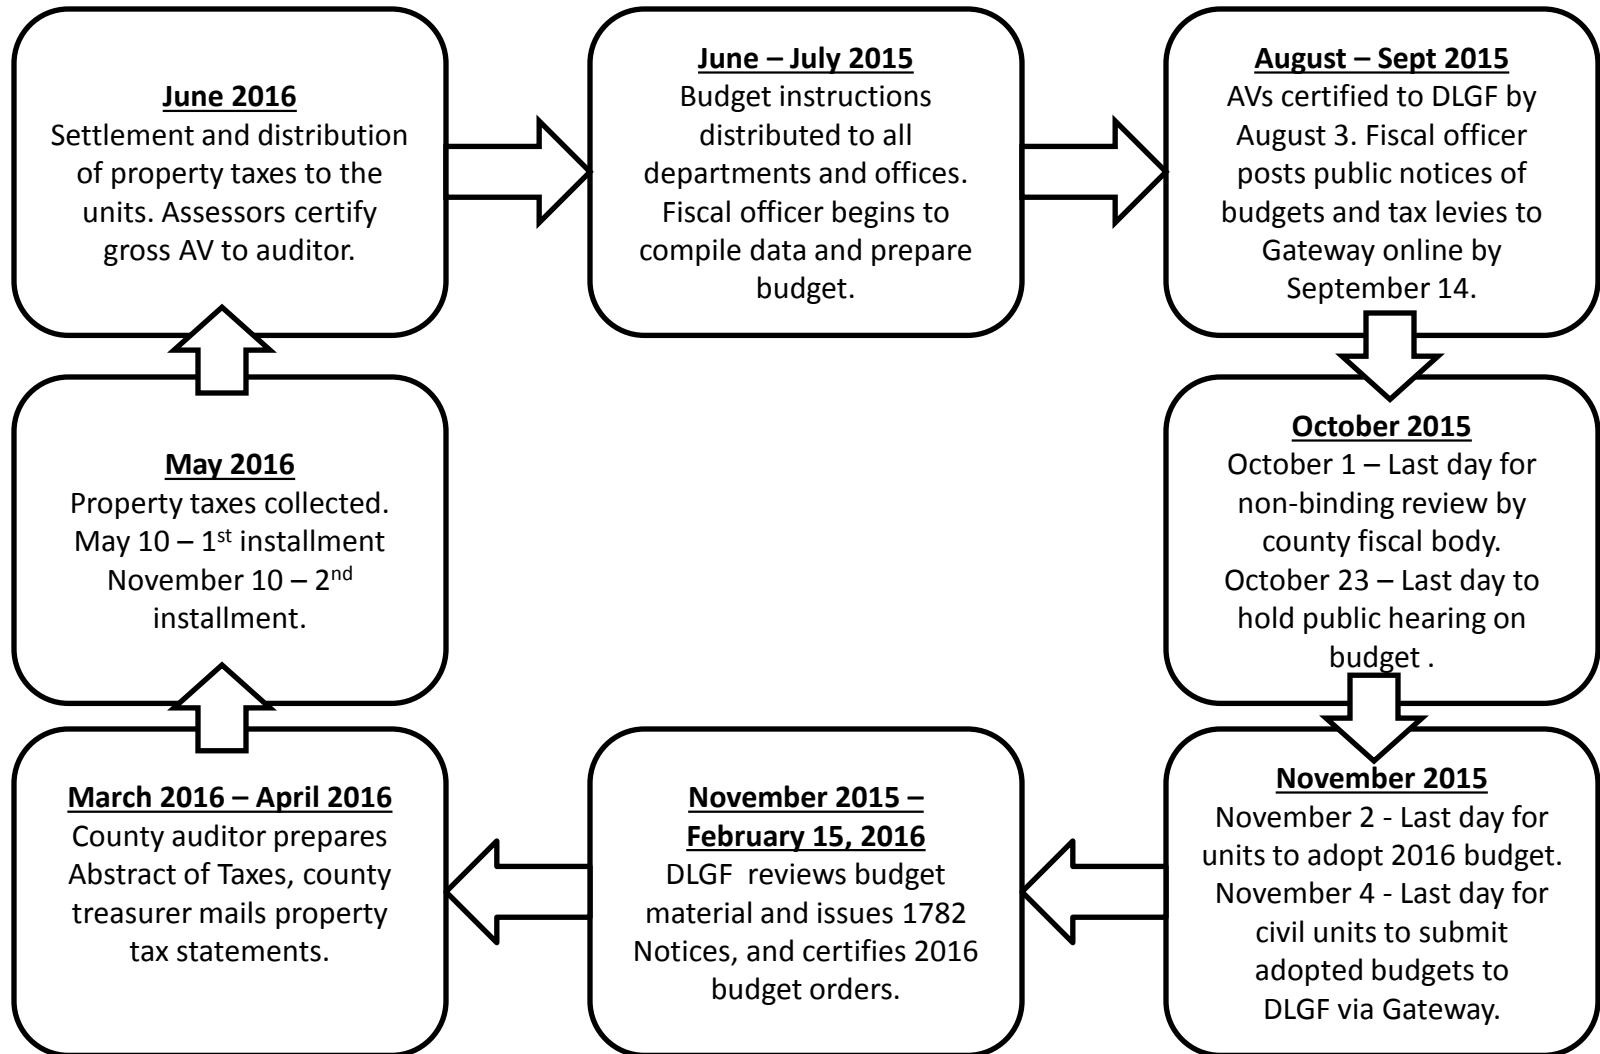 June 2016
Settlement and distribution
of property taxes to the
units. Assessors certify
gross AV to auditor.
June – July 2015
Budget instructions
distributed to all
departments and offices.
Fiscal officer begins to
compile data and prepare
budget.
August – Sept 2015
AVs certified to DLGF by
August 3. Fiscal officer
posts public notices of
budgets and tax levies to
Gateway online by
September 14.
October 2015
October 1 – Last day for
non-binding review by
county fiscal body.
October 23 – Last day to
hold public hearing on
budget .
November 2015
November 2 - Last day for
units to adopt 2016 budget.
November 4 - Last day for
civil units to submit
adopted budgets to
DLGF via Gateway.
November 2015 –
February 15, 2016
DLGF  reviews budget
material and issues 1782
Notices, and certifies 2016
budget orders.
March 2016 – April 2016
County auditor prepares
Abstract of Taxes, county
treasurer mails property
tax statements.
May 2016
Property taxes collected.
May 10 – 1st installment
November 10 – 2nd
installment.